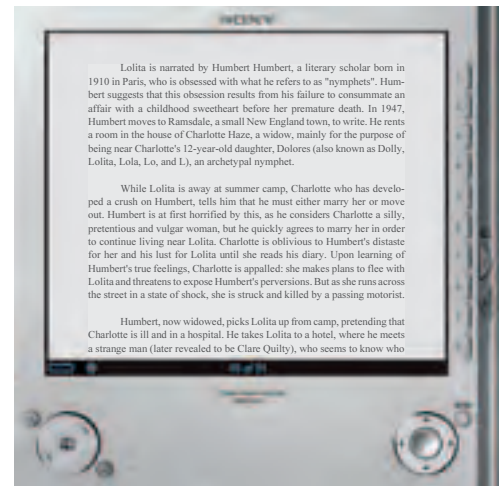 SONY
Lolita is narrated by Humbert Humbert, a literary scholar born in
1910 in Paris, who is obsessed with what he refers to as "nymphets". Hum-
bert suggests that this obsession results from his failure to consummate an
affair with a childhood sweetheart before her premature death. In 1947,
Humbert moves to Ramsdale, a small New England town, to write. He rents
a room in the house of Charlotte Haze, a widow, mainly for the purpose of
being near Charlotte's 12-year-old daughter, Dolores (also known as Dolly,
Lolita, Lola, Lo, and L), an archetypal nymphet.
While Lolita is away at summer camp, Charlotte who has develo-
ped a crush on Humbert, tells him that he must either marry her or move
out. Humbert is at first horrified by this, as he considers Charlotte a silly,
pretentious and vulgar woman, but he quickly agrees to marry her in order
to continue living near Lolita. Charlotte is oblivious to Humbert's distaste
for her and his lust for Lolita until she reads his diary. Upon learning of
Humbert's true feelings, Charlotte is appalled: she makes plans to flee with
Lolita and threatens to expose Humbert's perversions. But as she runs across
the street in a state of shock, she is struck and killed by a passing motorist.
Humbert, now widowed, picks Lolita up from camp, pretending that
Charlotte is ill and in a hospital. He takes Lolita to a hotel, where he meets
a strange man (later revealed to be Clare Quilty), who seems to know who